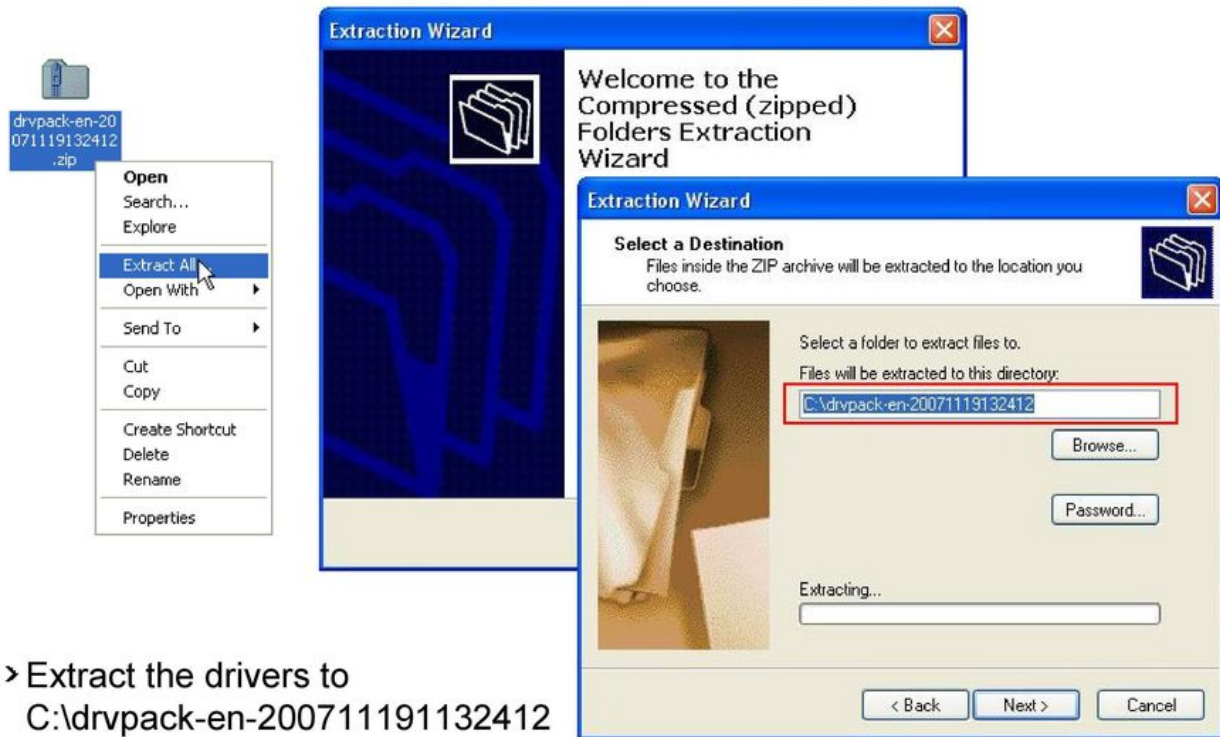 drvpack-en-20
071119132412
.zip
Open
Search...
Explore
Extract All
Open With
Send To
Cut
Copy
Create Shortcut
Delete
Rename
Properties
Extraction Wizard
Welcome to the
Compressed (zipped)
Folders Extraction
Wizard
Extraction Wizard
Select a Destination
Files inside the ZIP archive will be extracted to the location you
choose.
Select a folder to extract files to.
Files will be extracted to this directory:
C:\drvpack-en-20071119132412
Browse...
Password...
Extracting...
< Back
Next >
Cancel
> Extract the drivers to
C:\drvpack-en-200711191132412